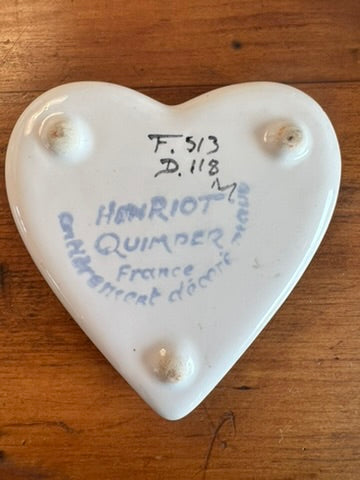 F. 513
D. 118
HENRIOT
QUIMPER
France
entièrement décoré main